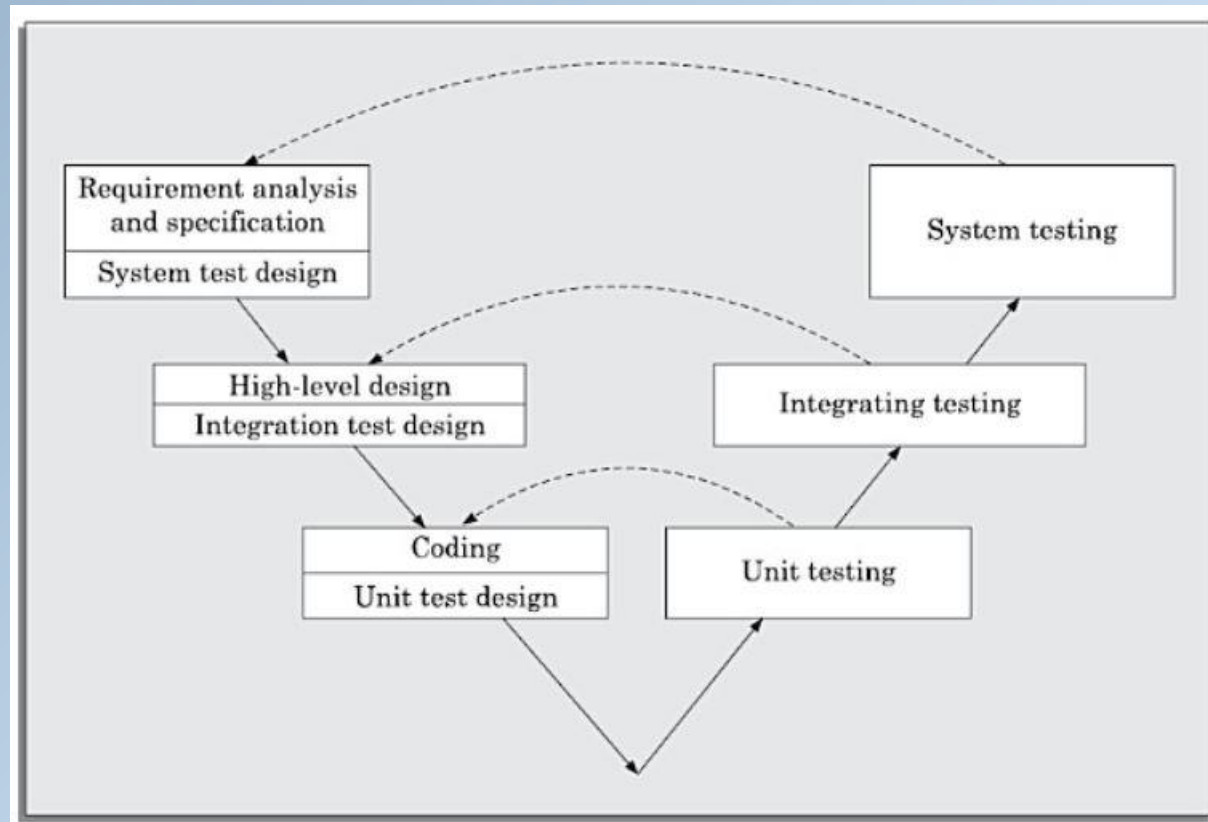 Requirement analysis
and specification
System test design
System testing
High-level design
Integration test design
Integrating testing
Coding
Unit test design
Unit testing